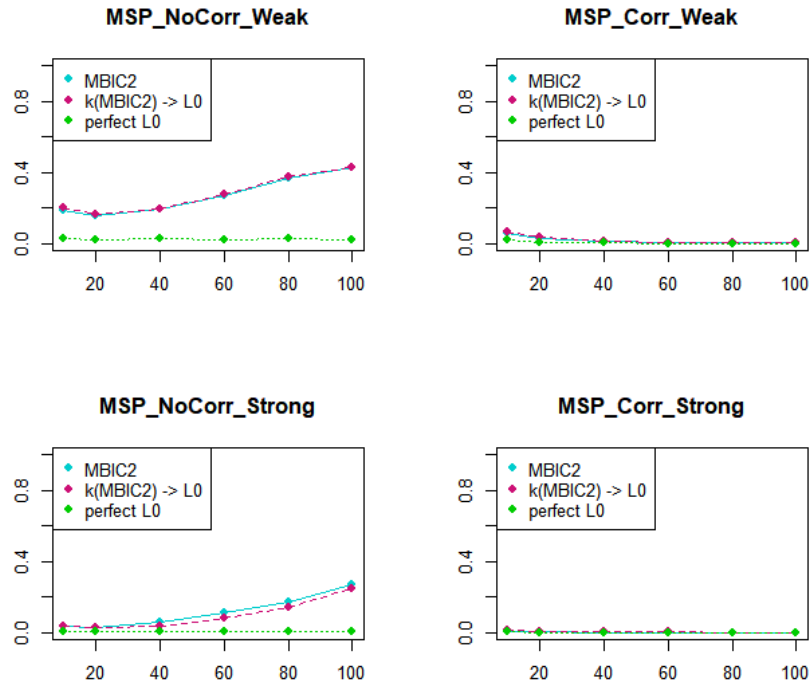 MSP_NoCorr_Weak
MBIC2
k(MBIC2) -> L0
perfect L0
0.0 0.4 0.8
20 40 60 80 100
MSP_Corr_Weak
MBIC2
k(MBIC2) -> L0
perfect L0
0.0 0.4 0.8
20 40 60 80 100
MSP_NoCorr_Strong
MBIC2
k(MBIC2) -> L0
perfect L0
0.0 0.4 0.8
20 40 60 80 100
MSP_Corr_Strong
MBIC2
k(MBIC2) -> L0
perfect L0
0.0 0.4 0.8
20 40 60 80 100